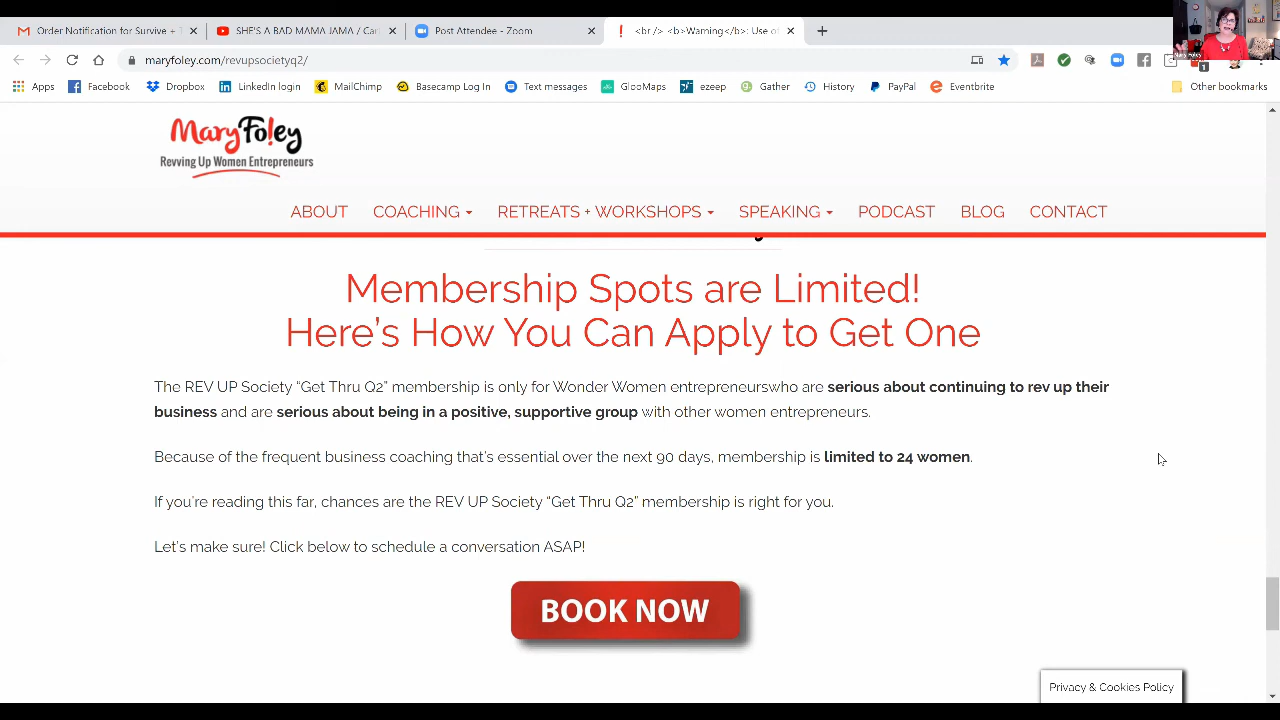 Order Notification for Survive + T
SHE'S A BAD MAMA JAMA / Car
Post Attendee - Zoom
<br /> <b>Warning</b>: Use of
maryfoley.com/revupsocietyq2/
Apps
Facebook
Dropbox
LinkedIn login
MailChimp
Basecamp Log In
Text messages
GlooMaps
ezeep
Gather
History
PayPal
Eventbrite
Other bookmarks
Mary Foley
MaryFo!ey
Revving Up Women Entrepreneurs
ABOUT
COACHING
RETREATS + WORKSHOPS
SPEAKING
PODCAST
BLOG
CONTACT
Membership Spots are Limited!
Here's How You Can Apply to Get One
The REV UP Society “Get Thru Q2” membership is only for Wonder Women entrepreneurswho are serious about continuing to rev up their
business and are serious about being in a positive, supportive group with other women entrepreneurs.
Because of the frequent business coaching that's essential over the next 90 days, membership is limited to 24 women.
If you're reading this far, chances are the REV UP Society “Get Thru Q2” membership is right for you.
Let's make sure! Click below to schedule a conversation ASAP!
BOOK NOW
Privacy & Cookies Policy